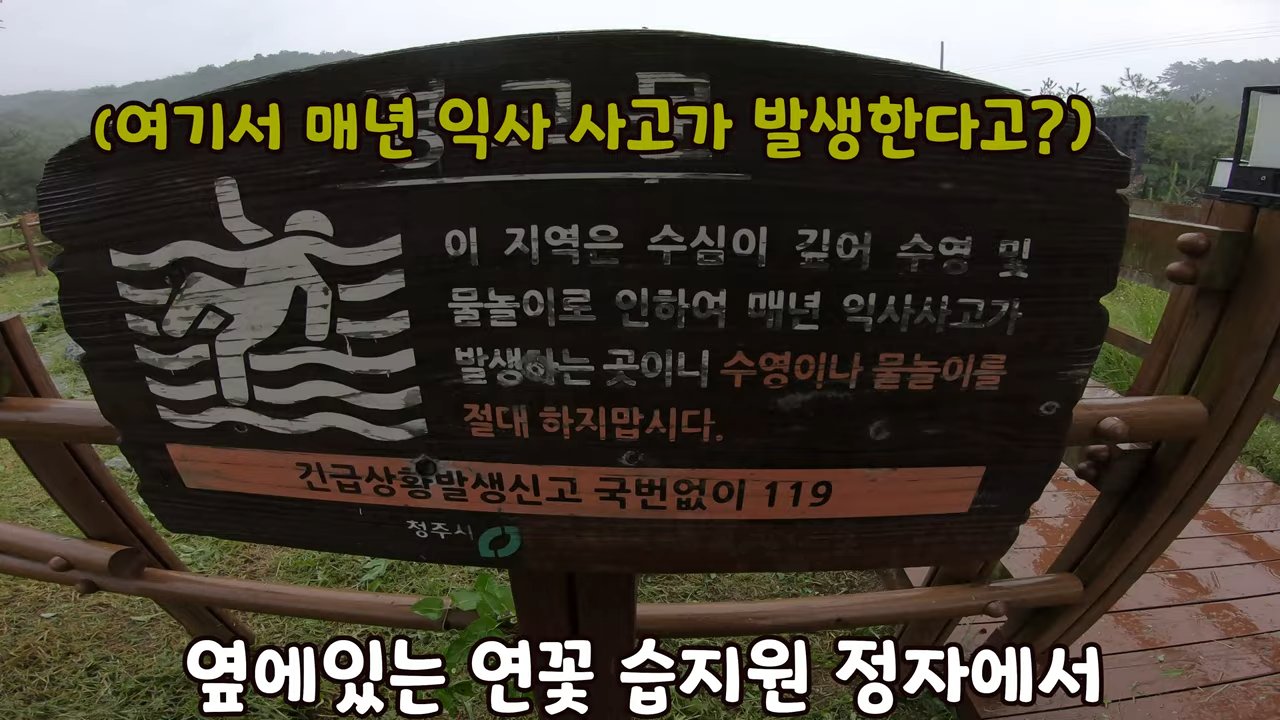 경고문
(여기서 매년 익사 사고가 발생한다고?)
이 지역은 수심이 깊어 수영 및
물놀이로 인하여 매년 익사사고가
발생하는 곳이니 수영이나 물놀이를
절대 하지맙시다.
긴급상황발생신고 국번없이 119
청주시
옆에있는 연꽃 습지원 정자에서